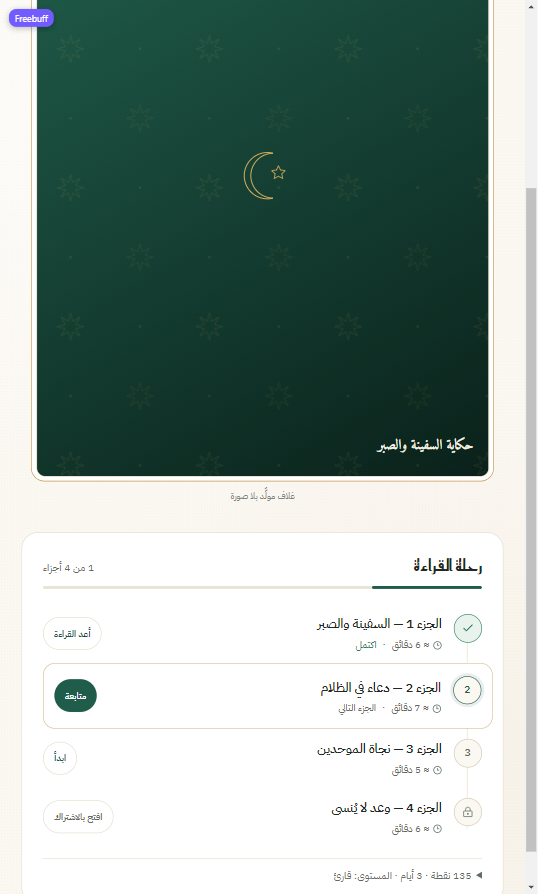 Freebuff
حكاية السفينة والصبر
غلاف مولَّد بلا صورة
رحلة القراءة
1 من 4 أجزاء
الجزء 1 — السفينة والصبر
≈ 6 دقائق · اكتمل
أعد القراءة
2
الجزء 2 — دعاء في الظلام
≈ 7 دقائق · الجزء التالي
متابعة
3
الجزء 3 — نجاة الموحدين
≈ 5 دقائق
ابدأ
الجزء 4 — وعد لا يُنسى
≈ 6 دقائق
افتح بالاشتراك
135 نقطة · 3 أيام · المستوى: قارئ